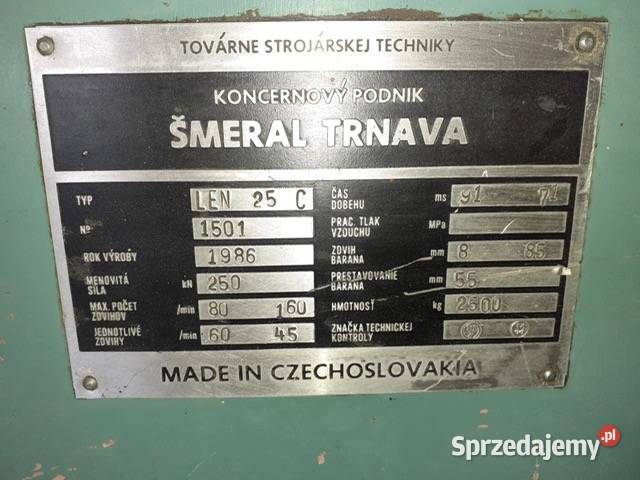 TOVÁRNE STROJÁRSKEJ TECHNIKY
KONCERNOVÝ PODNIK
ŠMERAL TRNAVA
TYP LEN 25 C
Nº 1501
ROK VÝROBY 1986
MENOVITÁ SILA kN 250
MAX. POČET ZDVIHOV /min 80 160
JEDNOTLIVÉ ZDVIHY /min 60 45
ČAS DOBEHU ms 91 71
PRAC. TLAK VZDUCHU MPa
ZDVIH BARANA mm 8 85
PRESTAVOVANIE BARANA mm 55
HMOTNOSŤ kg 2500
ZNAČKA TECHNICKEJ KONTROLY
MADE IN CZECHOSLOVAKIA
Sprzedajemy.pl